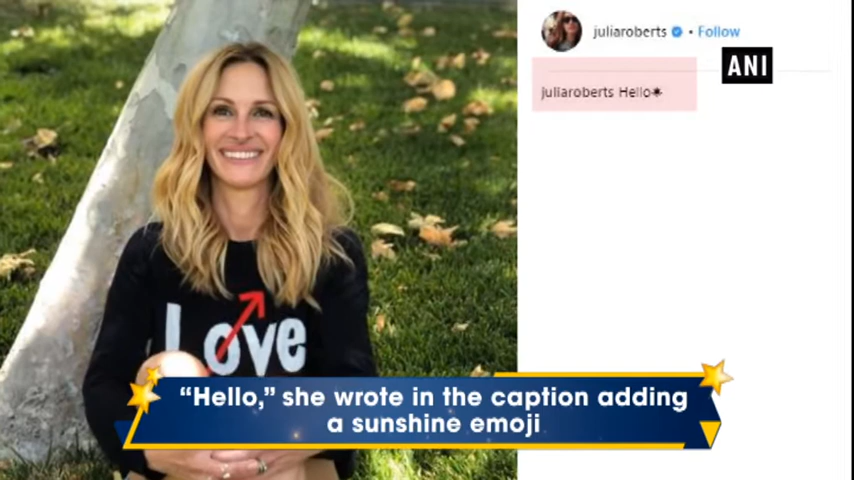 juliaroberts • Follow
ANI
juliaroberts Hello☀
Love
“Hello,” she wrote in the caption adding
a sunshine emoji